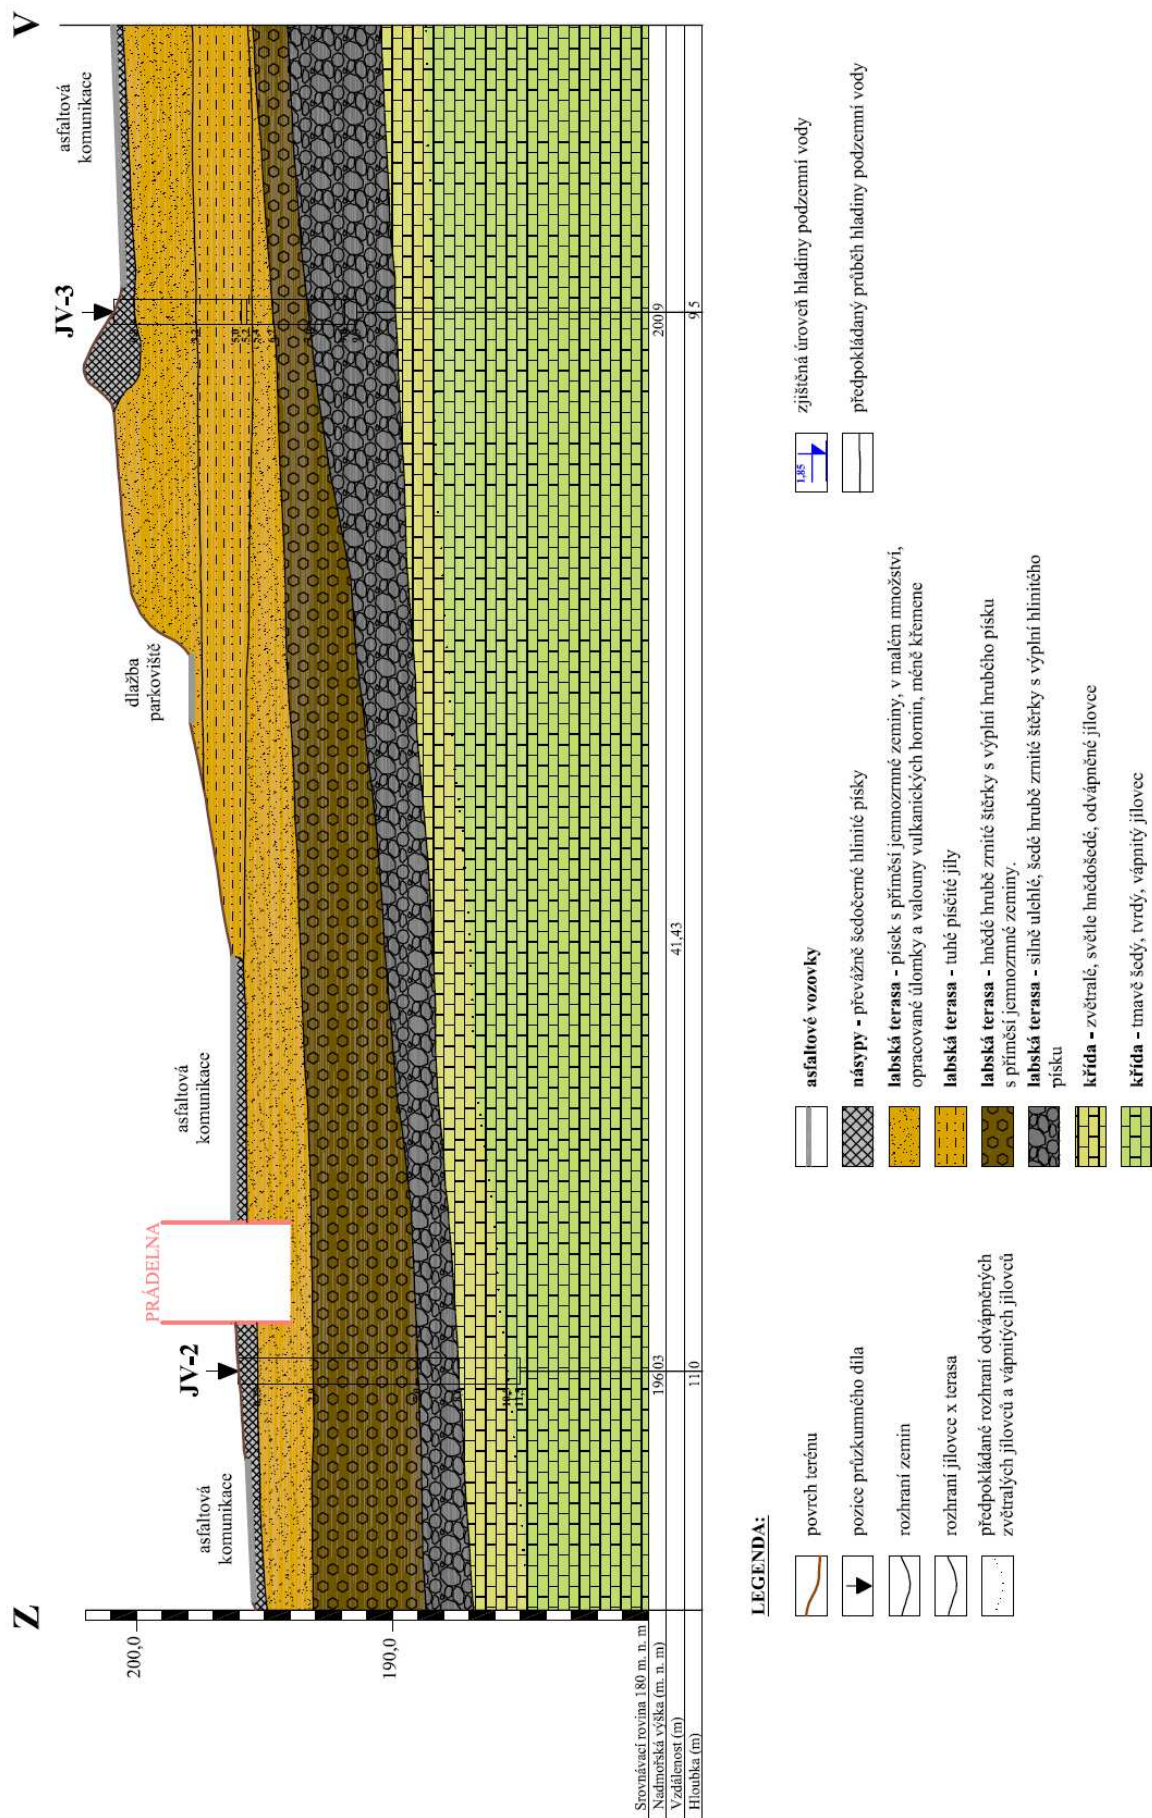 Z
V
asfaltová
komunikace
JV-2
PRÁDELNA
asfaltová
komunikace
dlažba
parkoviště
JV-3
asfaltová
komunikace
200,0
190,0
Srovnávací rovina 180 m. n. m
Nadmořská výška (m. n. m)
196,03
200,9
Vzdálenost (m)
41,43
Hloubka (m)
11,0
9,5
LEGENDA:
povrch terénu
pozice průzkumného díla
rozhraní zemin
rozhraní jílovce x terasa
předpokládané rozhraní odvápněných
zvětralých jílovců a vápnitých jílovců
asfaltové vozovky
násypy - převážně šedočerné hlinité písky
labská terasa - písek s příměsí jemnozrnné zeminy, v malém množství,
opracované úlomky a valouny vulkanických hornin, méně křemene
labská terasa - tuhé písčité jíly
labská terasa - hnědé hrubě zrnité štěrky s výplní hrubého písku
s příměsí jemnozrnné zeminy.
labská terasa - silně ulehlé, šedé hrubě zrnité štěrky s výplní hlinitého
písku
křída - zvětralé, světle hnědošedé, odvápněné jílovce
křída - tmavě šedý, tvrdý, vápnitý jílovec
1,85
zjištěná úroveň hladiny podzemní vody
předpokládaný průběh hladiny podzemní vody